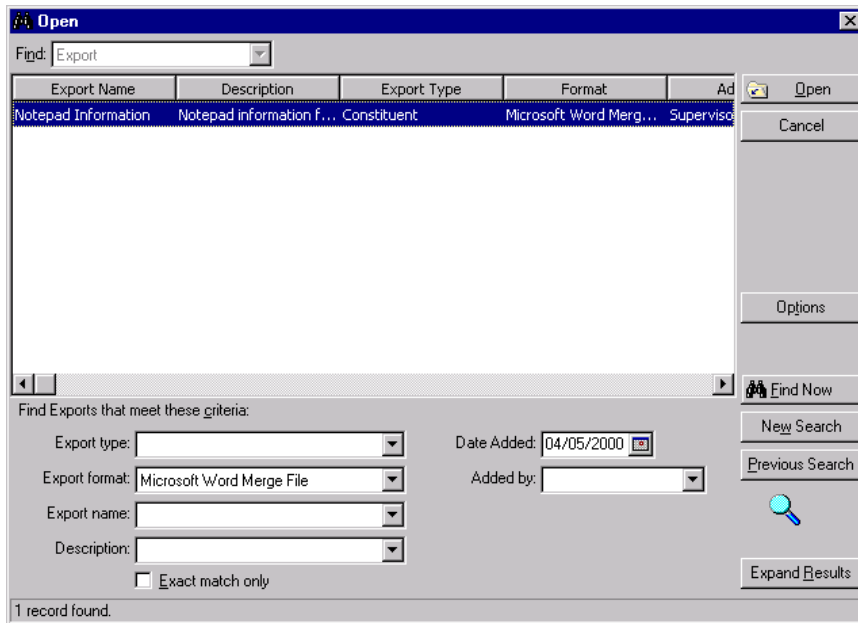 Open
Find: Export
Export Name Description Export Type Format Ad
Notepad Information Notepad information f... Constituent Microsoft Word Merg... Superviso
Open
Cancel
Options
Find Now
New Search
Previous Search
Expand Results
Find Exports that meet these criteria:
Export type:
Date Added: 04/05/2000
Export format: Microsoft Word Merge File
Added by:
Export name:
Description:
Exact match only
1 record found.